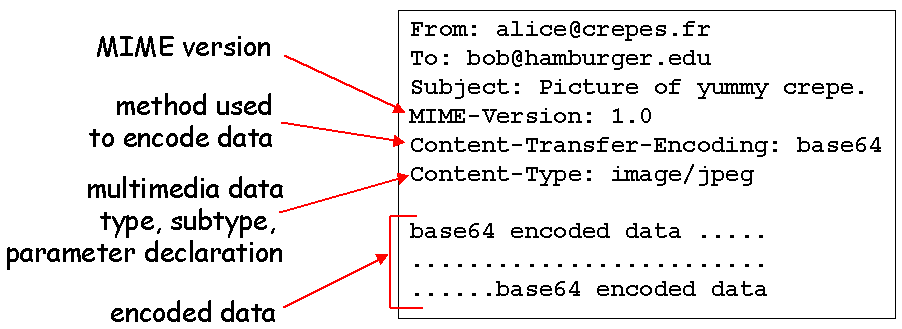 MIME version
method used
to encode data
multimedia data
type, subtype,
parameter declaration
encoded data
From: alice@crepes.fr
To: bob@hamburger.edu
Subject: Picture of yummy crepe.
MIME-Version: 1.0
Content-Transfer-Encoding: base64
Content-Type: image/jpeg
base64 encoded data .....
.........................
......base64 encoded data